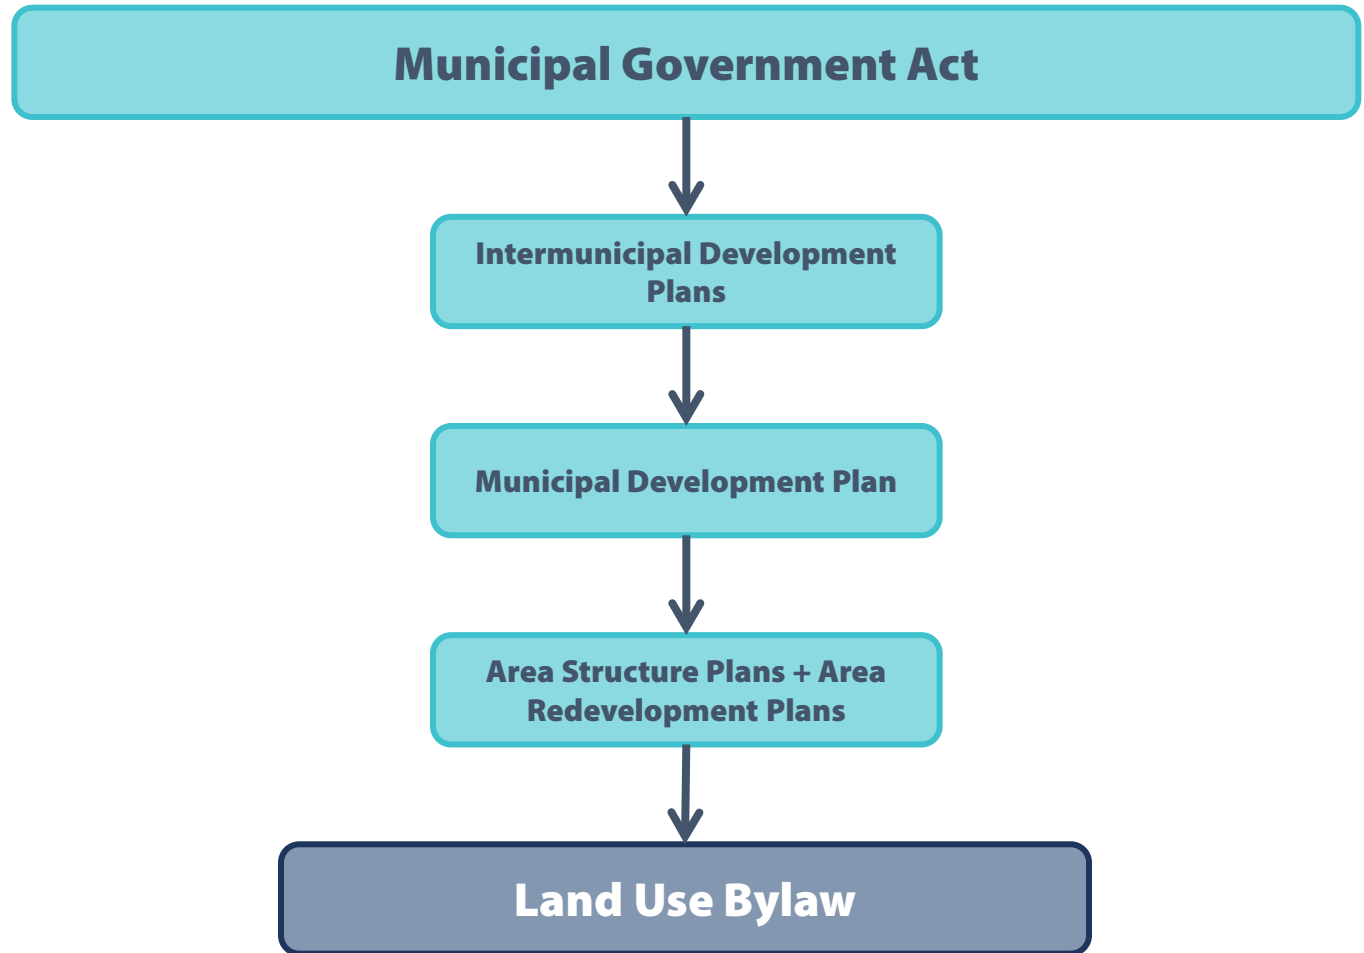 Municipal Government Act
Intermunicipal Development
Plans
Municipal Development Plan
Area Structure Plans + Area
Redevelopment Plans
Land Use Bylaw